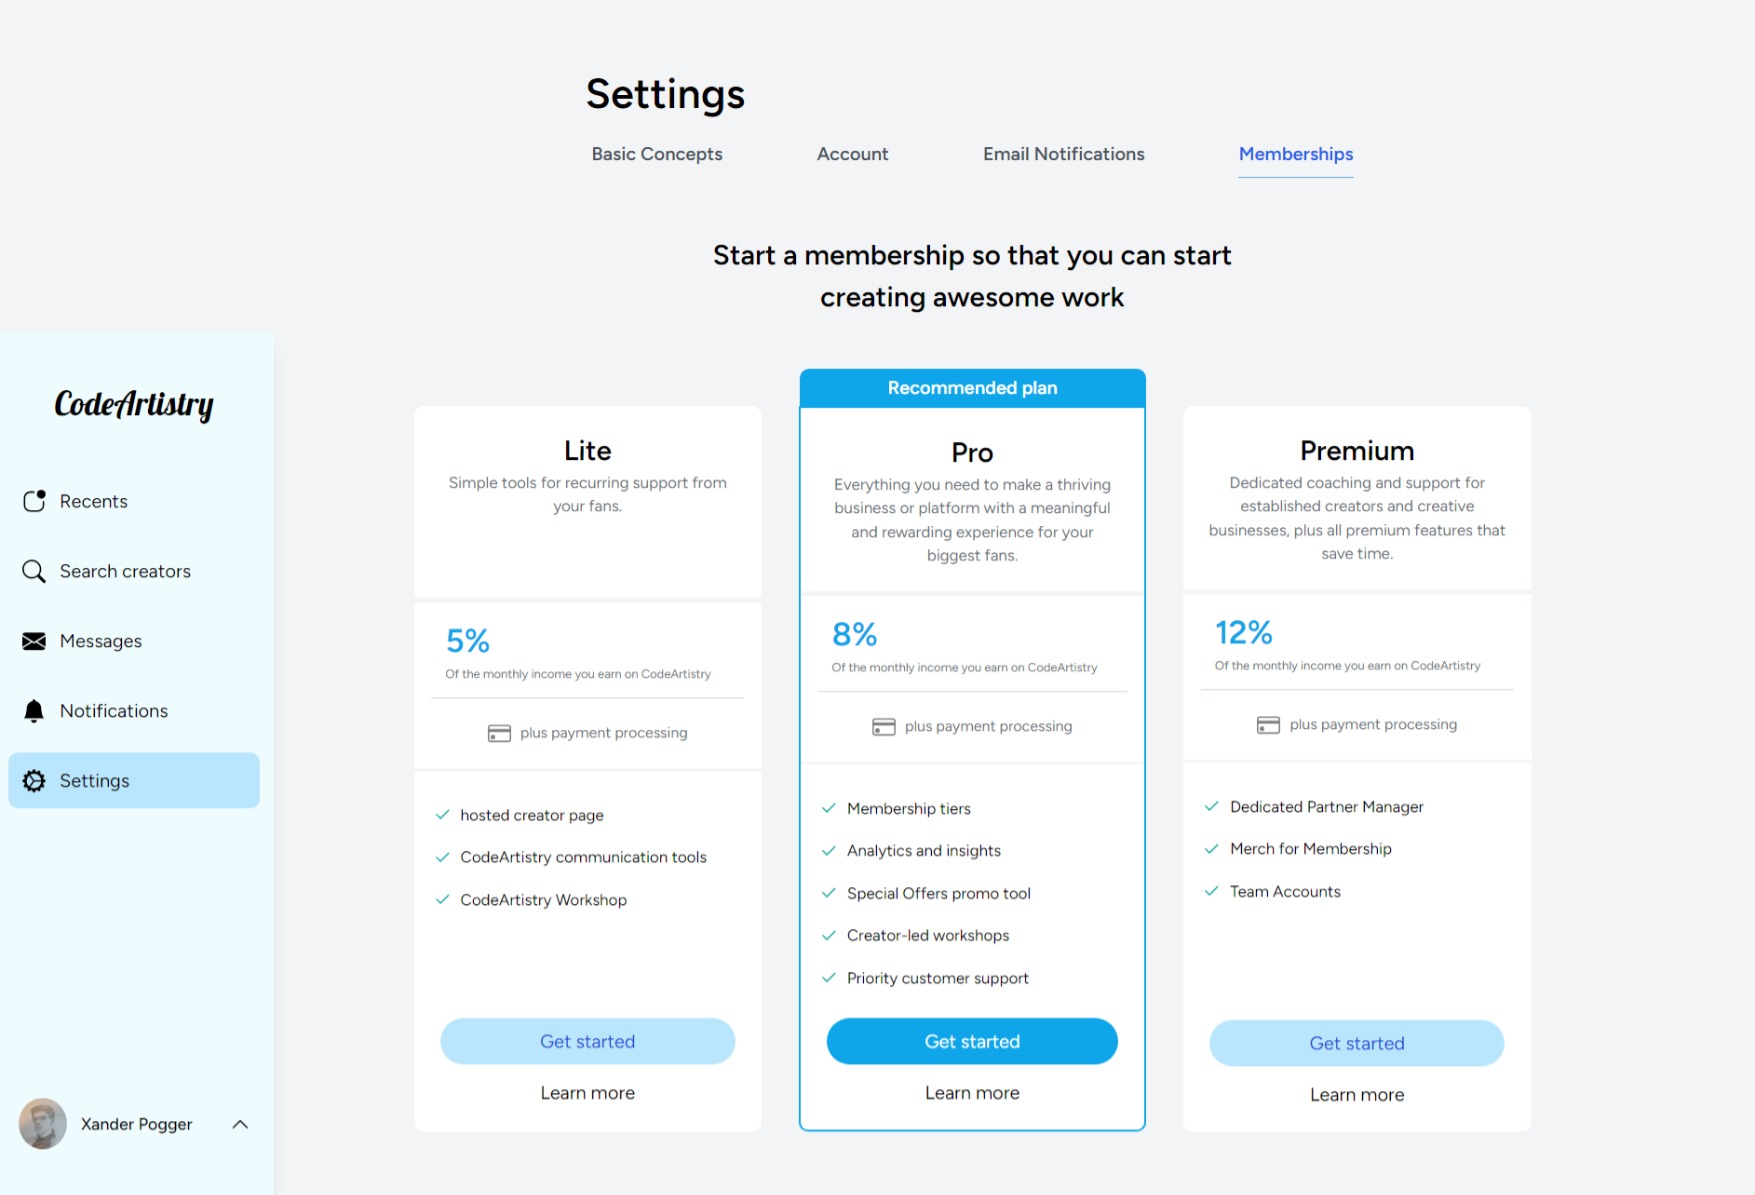 Settings
Basic Concepts
Account
Email Notifications
Memberships
Start a membership so that you can start
creating awesome work
CodeArtistry
Recents
Search creators
Messages
Notifications
Settings
Xander Pogger
Lite
Simple tools for recurring support from
your fans.
5%
Of the monthly income you earn on CodeArtistry
plus payment processing
hosted creator page
CodeArtistry communication tools
CodeArtistry Workshop
Get started
Learn more
Recommended plan
Pro
Everything you need to make a thriving
business or platform with a meaningful
and rewarding experience for your
biggest fans.
8%
Of the monthly income you earn on CodeArtistry
plus payment processing
Membership tiers
Analytics and insights
Special Offers promo tool
Creator-led workshops
Priority customer support
Get started
Learn more
Premium
Dedicated coaching and support for
established creators and creative
businesses, plus all premium features that
save time.
12%
Of the monthly income you earn on CodeArtistry
plus payment processing
Dedicated Partner Manager
Merch for Membership
Team Accounts
Get started
Learn more